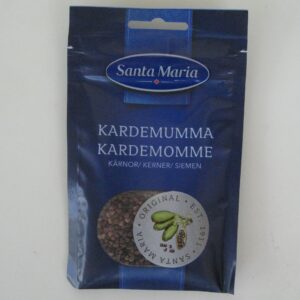 Santa Maria
KARDEMUMMA
KARDEMOMME
KÄRNOR/ KERNER/ SIEMEN
ORIGINAL • EST. 1911 • SANTA MARIA •